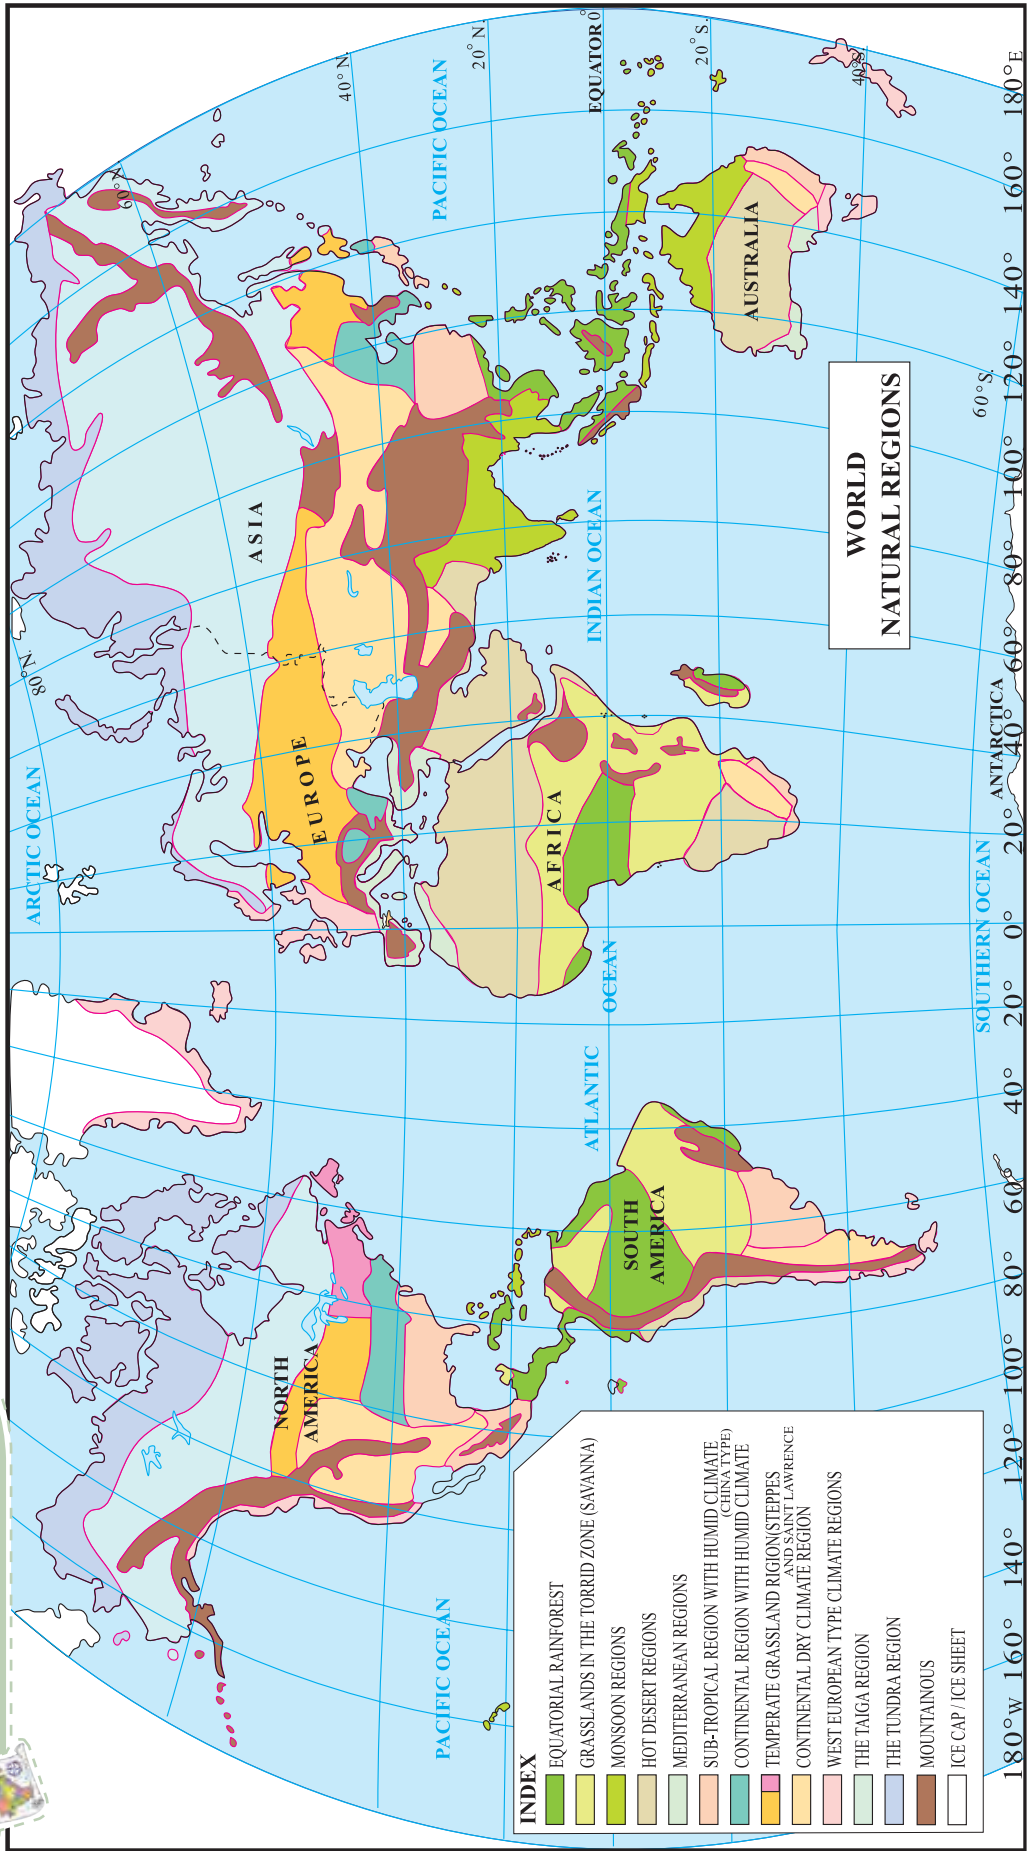 WORLD
NATURAL REGIONS
ARCTIC OCEAN
PACIFIC OCEAN
PACIFIC OCEAN
ATLANTIC
OCEAN
INDIAN OCEAN
SOUTHERN OCEAN
NORTH
AMERICA
SOUTH
AMERICA
EUROPE
ASIA
AFRICA
AUSTRALIA
ANTARCTICA
80°N.
60°N.
40°N.
20°N.
EQUATOR 0°
20°S.
40°S.
60°S.
180°W 160° 140° 120° 100° 80° 60° 40° 20° 0° 20° 40° 60° 80° 100° 120° 140° 160° 180°E
INDEX
EQUATORIAL RAINFOREST
GRASSLANDS IN THE TORRID ZONE (SAVANNA)
MONSOON REGIONS
HOT DESERT REGIONS
MEDITERRANEAN REGIONS
SUB-TROPICAL REGION WITH HUMID CLIMATE
(CHINA TYPE)
CONTINENTAL REGION WITH HUMID CLIMATE
TEMPERATE GRASSLAND RIGION(STEPPES
AND SAINT LAWRENCE
CONTINENTAL DRY CLIMATE REGION
WEST EUROPEAN TYPE CLIMATE REGIONS
THE TAIGA REGION
THE TUNDRA REGION
MOUNTAINOUS
ICE CAP / ICE SHEET